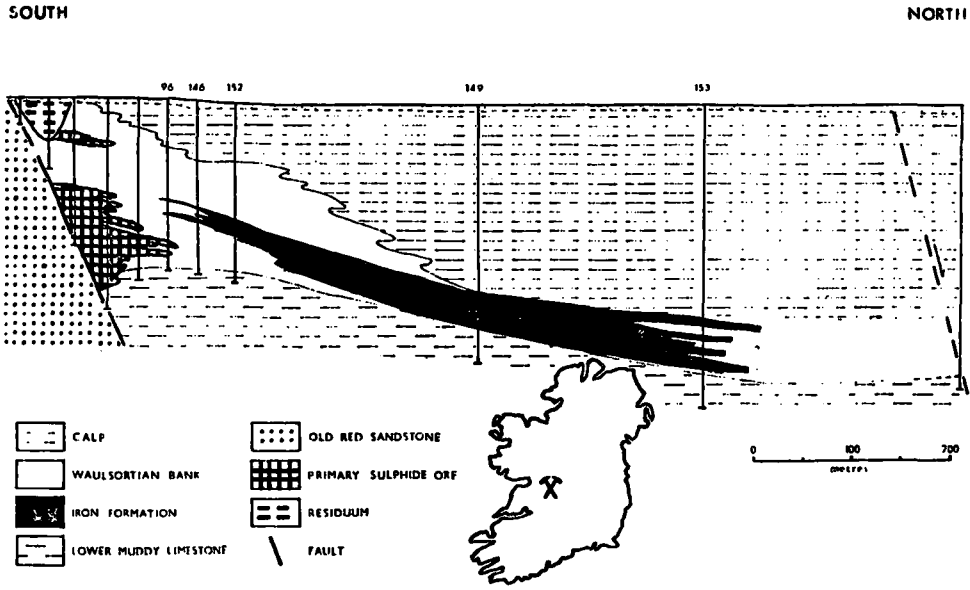 SOUTH NORTH
96 146 152 149 153
CALP
WAULSORTIAN BANK
IRON FORMATION
LOWER MUDDY LIMESTONE
OLD RED SANDSTONE
PRIMARY SULPHIDE ORE
RESIDUUM
FAULT
0 100 200
metres